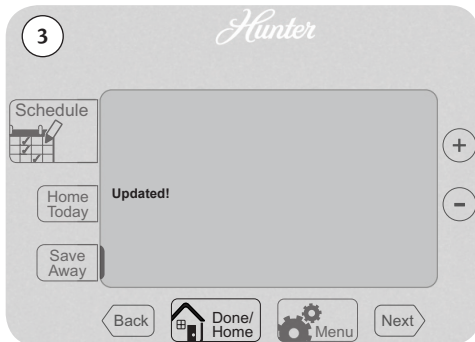 3
Hunter
Schedule
+
Home
Today
Updated!
-
Save
Away
Back
Done/
Home
Menu
Next